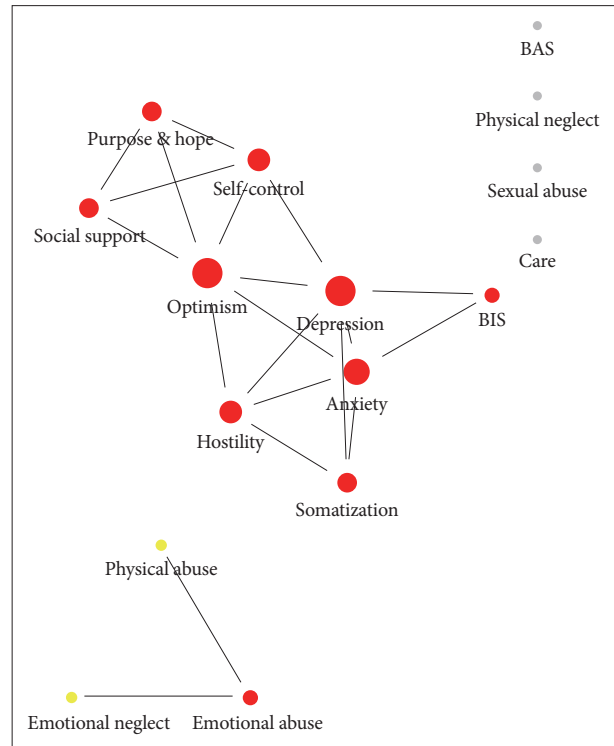 BAS
Physical neglect
Purpose & hope
Self-control
Sexual abuse
Social support
Care
Optimism
Depression
BIS
Anxiety
Hostility
Somatization
Physical abuse
Emotional neglect
Emotional abuse